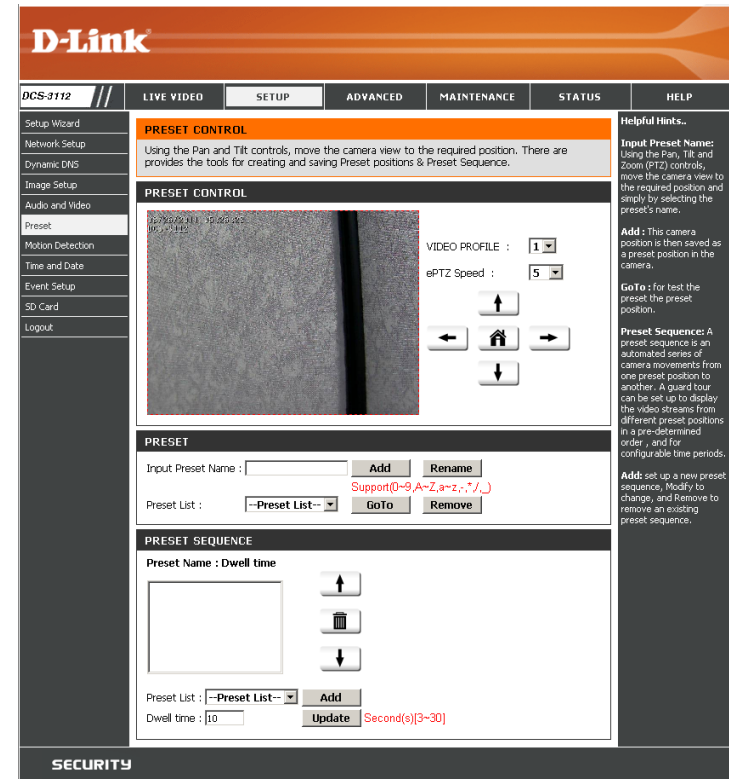 D-Link
DCS-3112 // LIVE VIDEO SETUP ADVANCED MAINTENANCE STATUS HELP
Setup Wizard
Network Setup
Dynamic DNS
Image Setup
Audio and Video
Preset
Motion Detection
Time and Date
Event Setup
SD Card
Logout
PRESET CONTROL
Using the Pan and Tilt controls, move the camera view to the required position. There are
provides the tools for creating and saving Preset positions & Preset Sequence.
PRESET CONTROL
VIDEO PROFILE : 1
ePTZ Speed : 5
PRESET
Input Preset Name : Add Rename
Support(0~9,A~Z,a~z,-,*,/,_)
Preset List : --Preset List-- GoTo Remove
PRESET SEQUENCE
Preset Name : Dwell time
Preset List : --Preset List-- Add
Dwell time : 10 Update Second(s)[3~30]
Helpful Hints..
Input Preset Name:
Using the Pan, Tilt and
Zoom (PTZ) controls,
move the camera view to
the required position and
simply by selecting the
preset's name.
Add : This camera
position is then saved as
a preset position in the
camera.
GoTo : for test the
preset the preset
position.
Preset Sequence: A
preset sequence is an
automated series of
camera movements from
one preset position to
another. A guard tour
can be set up to display
the video streams from
different preset positions
in a pre-determined
order , and for
configurable time periods.
Add: set up a new preset
sequence, Modify to
change, and Remove to
remove an existing
preset sequence.
SECURITY